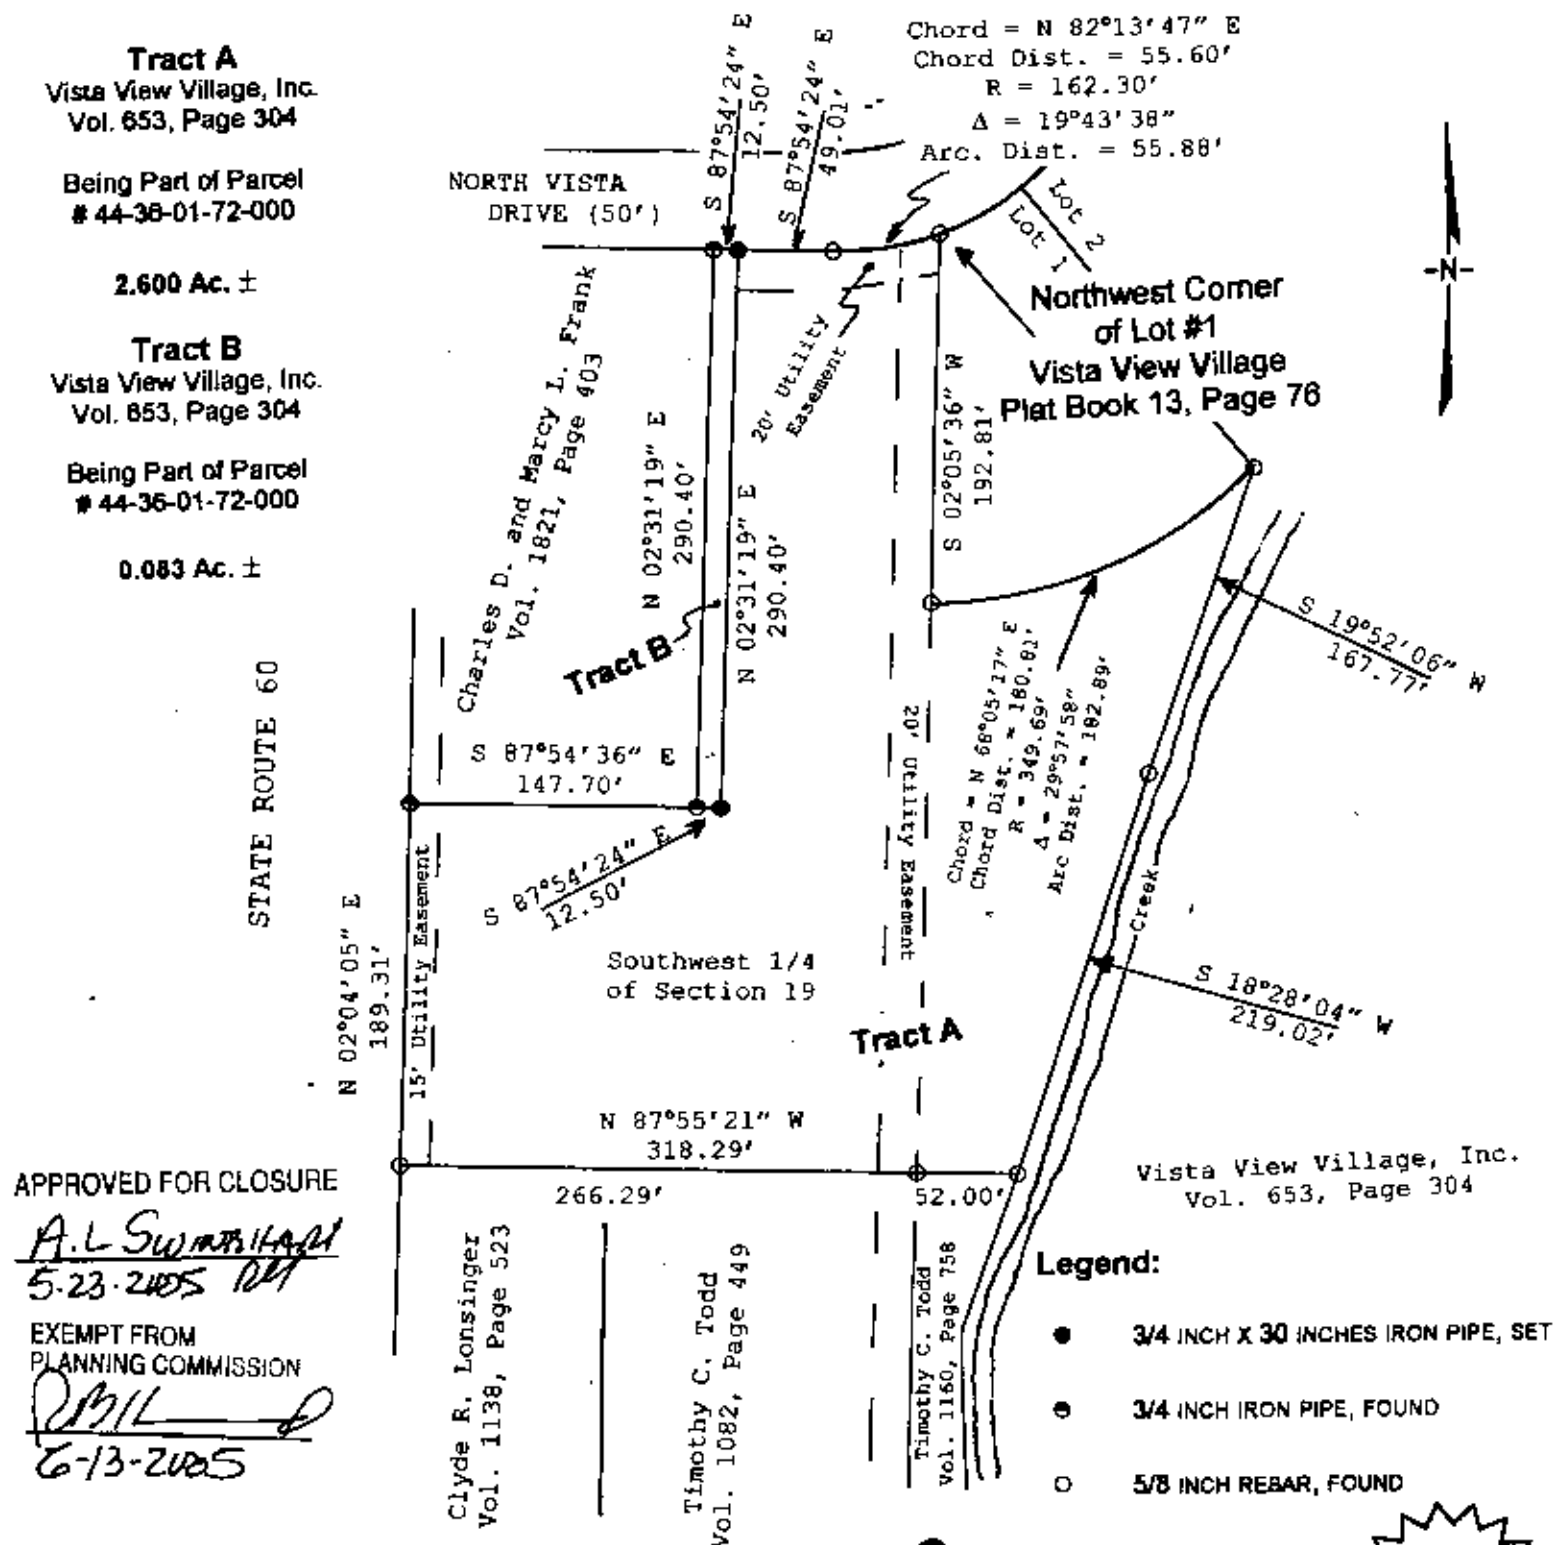 Tract A
Vista View Village, Inc.
Vol. 653, Page 304
Being Part of Parcel
# 44-36-01-72-000
2.600 Ac. ±
Tract B
Vista View Village, Inc.
Vol. 653, Page 304
Being Part of Parcel
# 44-36-01-72-000
0.083 Ac. ±
S 87°54'24" E
12.50'
S 87°54'24" E
49.01'
Chord = N 82°13'47" E
Chord Dist. = 55.60'
R = 162.30'
Δ = 19°43'38"
Arc. Dist. = 55.88'
NORTH VISTA
DRIVE (50')
Lot 2
Lot 1
-N-
Northwest Corner
of Lot #1
Vista View Village
Plat Book 13, Page 76
20' Utility
Easement
Charles D. and Marcy L. Frank
Vol. 1821, Page 403
N 02°31'19" E
290.40'
N 02°31'19" E
290.40'
S 02°05'36" W
192.81'
Tract B
S 19°52'06" W
167.77'
Chord = N 68°05'17" E
Chord Dist. = 180.81'
R = 349.69'
Δ = 29°57'58"
Arc Dist. = 182.89'
STATE ROUTE 60
S 87°54'36" E
147.70'
S 87°54'24" E
12.50'
20' Utility Easement
Creek
N 02°04'05" E
189.31'
15' Utility Easement
Southwest 1/4
of Section 19
Tract A
S 18°28'04" W
219.02'
N 87°55'21" W
318.29'
266.29'
52.00'
Vista View Village, Inc.
Vol. 653, Page 304
APPROVED FOR CLOSURE
5-23-2005
EXEMPT FROM
PLANNING COMMISSION
6-13-2005
Clyde R. Lonsinger
Vol. 1138, Page 523
Timothy C. Todd
Vol. 1082, Page 449
Timothy C. Todd
Vol. 1160, Page 758
Legend:
3/4 INCH X 30 INCHES IRON PIPE, SET
3/4 INCH IRON PIPE, FOUND
5/8 INCH REBAR, FOUND